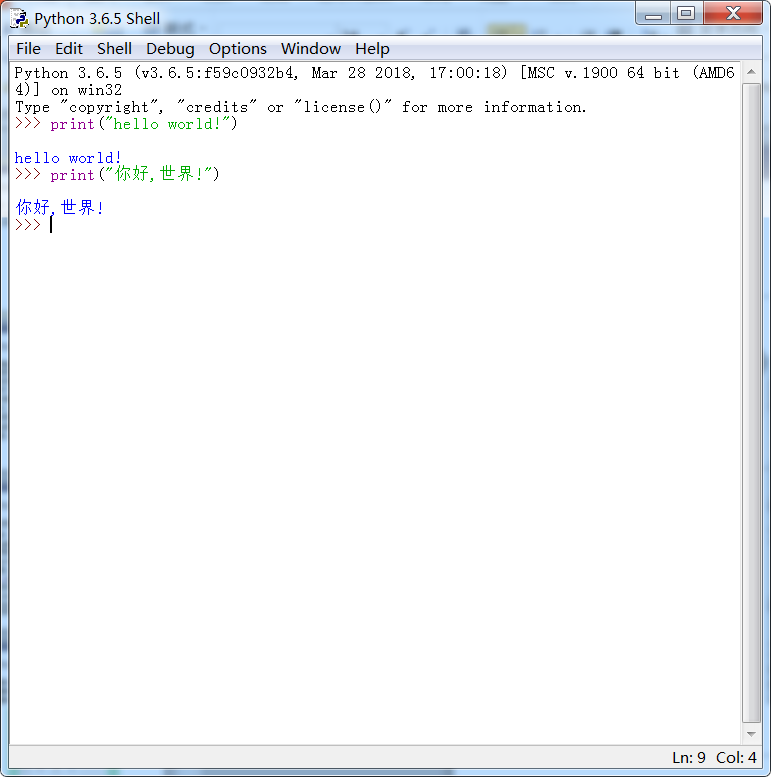 Python 3.6.5 Shell
File Edit Shell Debug Options Window Help
Python 3.6.5 (v3.6.5:f59c0932b4, Mar 28 2018, 17:00:18) [MSC v.1900 64 bit (AMD6
4)] on win32
Type "copyright", "credits" or "license()" for more information.
>>> print("hello world!")
hello world!
>>> print("你好,世界!")
你好,世界!
>>>
Ln: 9 Col: 4